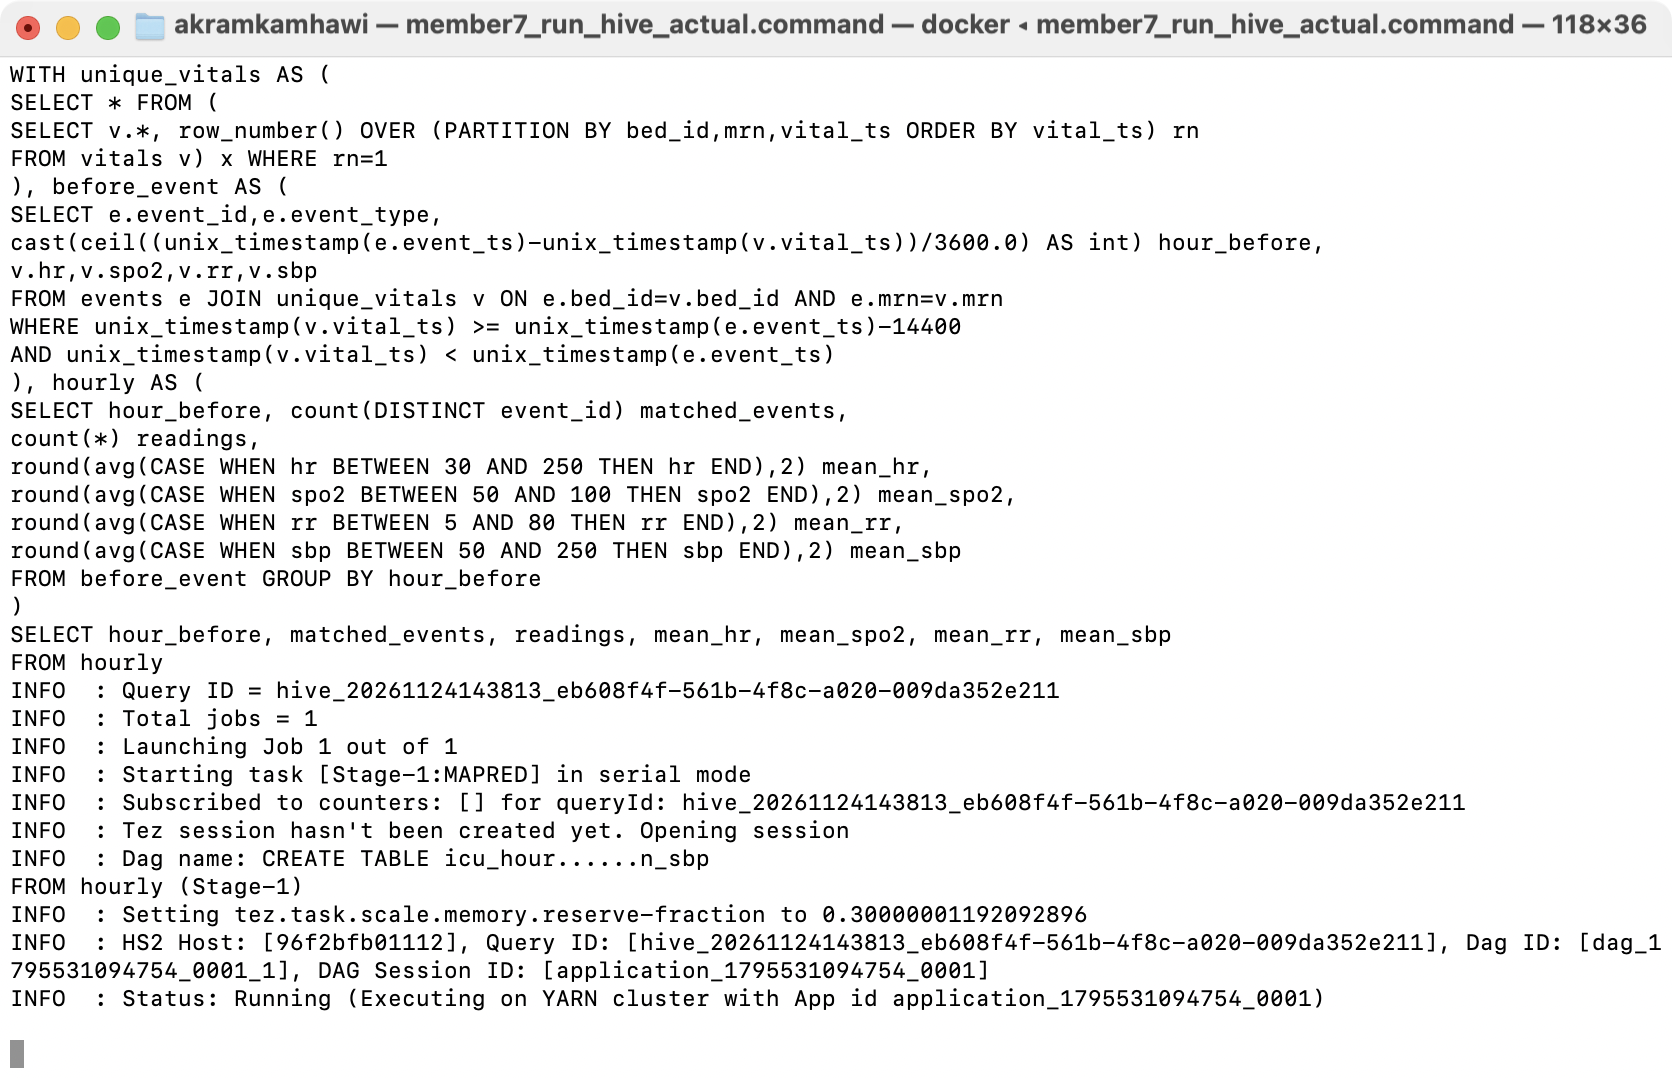 akramkamhawi — member7_run_hive_actual.command — docker ◂ member7_run_hive_actual.command — 118×36
WITH unique_vitals AS (
SELECT * FROM (
SELECT v.*, row_number() OVER (PARTITION BY bed_id,mrn,vital_ts ORDER BY vital_ts) rn
FROM vitals v) x WHERE rn=1
), before_event AS (
SELECT e.event_id,e.event_type,
cast(ceil((unix_timestamp(e.event_ts)-unix_timestamp(v.vital_ts))/3600.0) AS int) hour_before,
v.hr,v.spo2,v.rr,v.sbp
FROM events e JOIN unique_vitals v ON e.bed_id=v.bed_id AND e.mrn=v.mrn
WHERE unix_timestamp(v.vital_ts) >= unix_timestamp(e.event_ts)-14400
AND unix_timestamp(v.vital_ts) < unix_timestamp(e.event_ts)
), hourly AS (
SELECT hour_before, count(DISTINCT event_id) matched_events,
count(*) readings,
round(avg(CASE WHEN hr BETWEEN 30 AND 250 THEN hr END),2) mean_hr,
round(avg(CASE WHEN spo2 BETWEEN 50 AND 100 THEN spo2 END),2) mean_spo2,
round(avg(CASE WHEN rr BETWEEN 5 AND 80 THEN rr END),2) mean_rr,
round(avg(CASE WHEN sbp BETWEEN 50 AND 250 THEN sbp END),2) mean_sbp
FROM before_event GROUP BY hour_before
)
SELECT hour_before, matched_events, readings, mean_hr, mean_spo2, mean_rr, mean_sbp
FROM hourly
INFO  : Query ID = hive_20261124143813_eb608f4f-561b-4f8c-a020-009da352e211
INFO  : Total jobs = 1
INFO  : Launching Job 1 out of 1
INFO  : Starting task [Stage-1:MAPRED] in serial mode
INFO  : Subscribed to counters: [] for queryId: hive_20261124143813_eb608f4f-561b-4f8c-a020-009da352e211
INFO  : Tez session hasn't been created yet. Opening session
INFO  : Dag name: CREATE TABLE icu_hour......n_sbp
FROM hourly (Stage-1)
INFO  : Setting tez.task.scale.memory.reserve-fraction to 0.30000001192092896
INFO  : HS2 Host: [96f2bfb01112], Query ID: [hive_20261124143813_eb608f4f-561b-4f8c-a020-009da352e211], Dag ID: [dag_1
795531094754_0001_1], DAG Session ID: [application_1795531094754_0001]
INFO  : Status: Running (Executing on YARN cluster with App id application_1795531094754_0001)